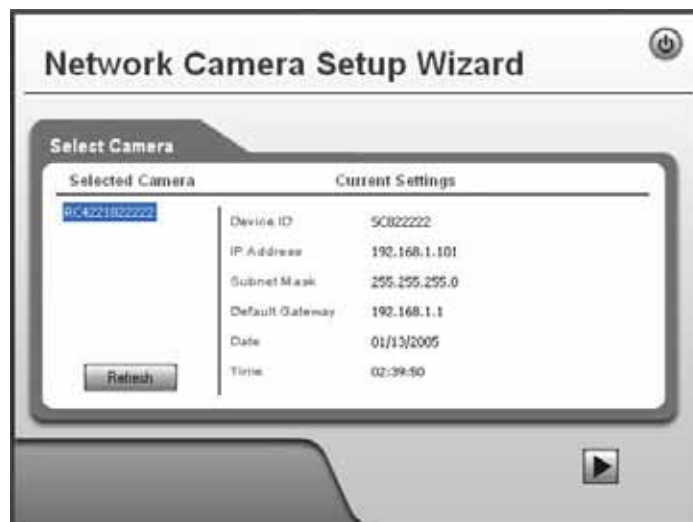 Network Camera Setup Wizard
Select Camera
Selected Camera Current Settings
RC4221822222
Device ID SC822222
IP Address 192.168.1.101
Subnet Mask 255.255.255.0
Default Gateway 192.168.1.1
Date 01/13/2005
Time 02:39:50
Refresh